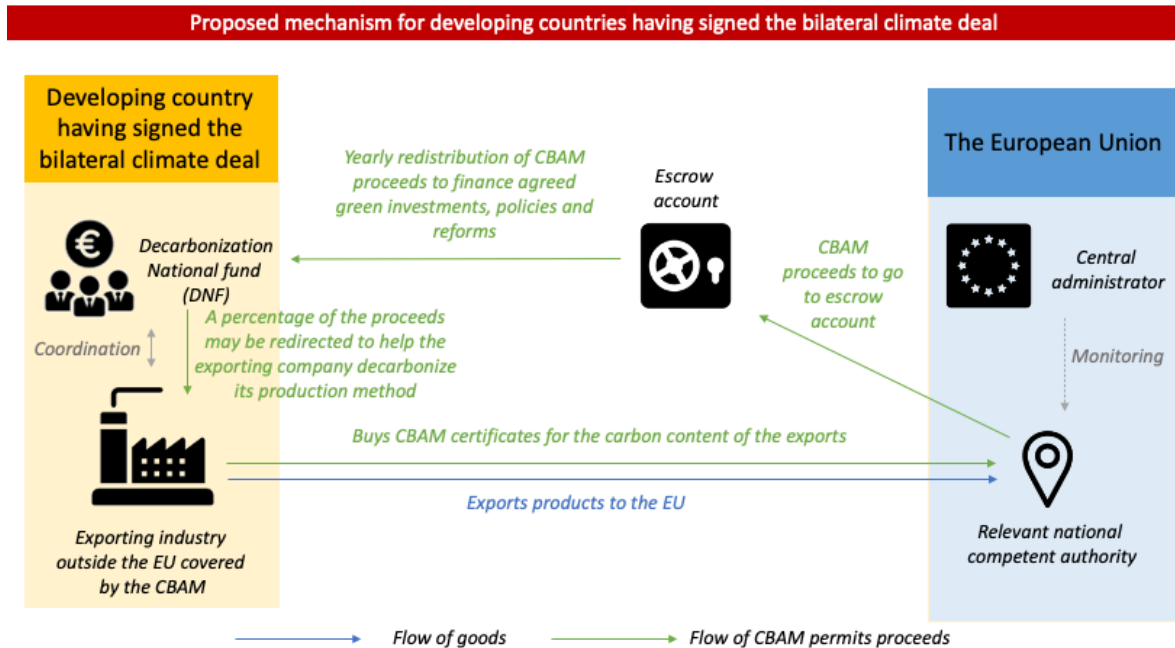 Proposed mechanism for developing countries having signed the bilateral climate deal
Developing country
having signed the
bilateral climate deal
The European Union
Yearly redistribution of CBAM
proceeds to finance agreed
green investments, policies and
reforms
Escrow
account
€
Decarbonization
National fund
(DNF)
CBAM
proceeds to go
to escrow
account
Central
administrator
Coordination
A percentage of the proceeds
may be redirected to help the
exporting company decarbonize
its production method
Monitoring
Buys CBAM certificates for the carbon content of the exports
Exports products to the EU
Exporting industry
outside the EU covered
by the CBAM
Relevant national
competent authority
Flow of goods
Flow of CBAM permits proceeds